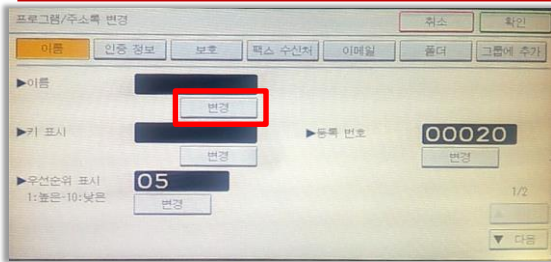 프로그램/주소록 변경 취소 확인
이름 인증 정보 보호 팩스 수신처 이메일 폴더 그룹에 추가
▶이름
변경
▶키 표시 ▶등록 번호 00020
변경 변경
▶우선순위 표시 05
1:높은-10:낮은 변경 1/2
▼ 다음